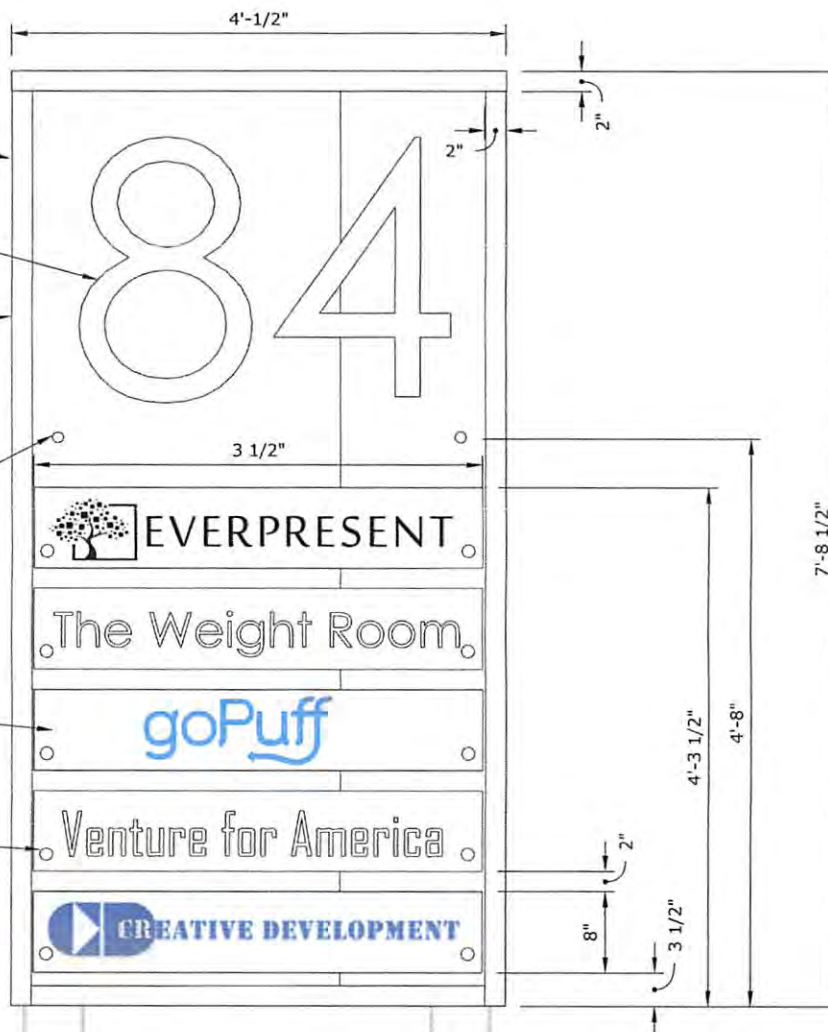 4'-1/2"
2"
2"
84
3 1/2"
EVERPRESENT
The Weight Room
goPuff
Venture for America
CREATIVE DEVELOPMENT
7'-8 1/2"
4'-8"
4'-3 1/2"
2"
8"
3 1/2"